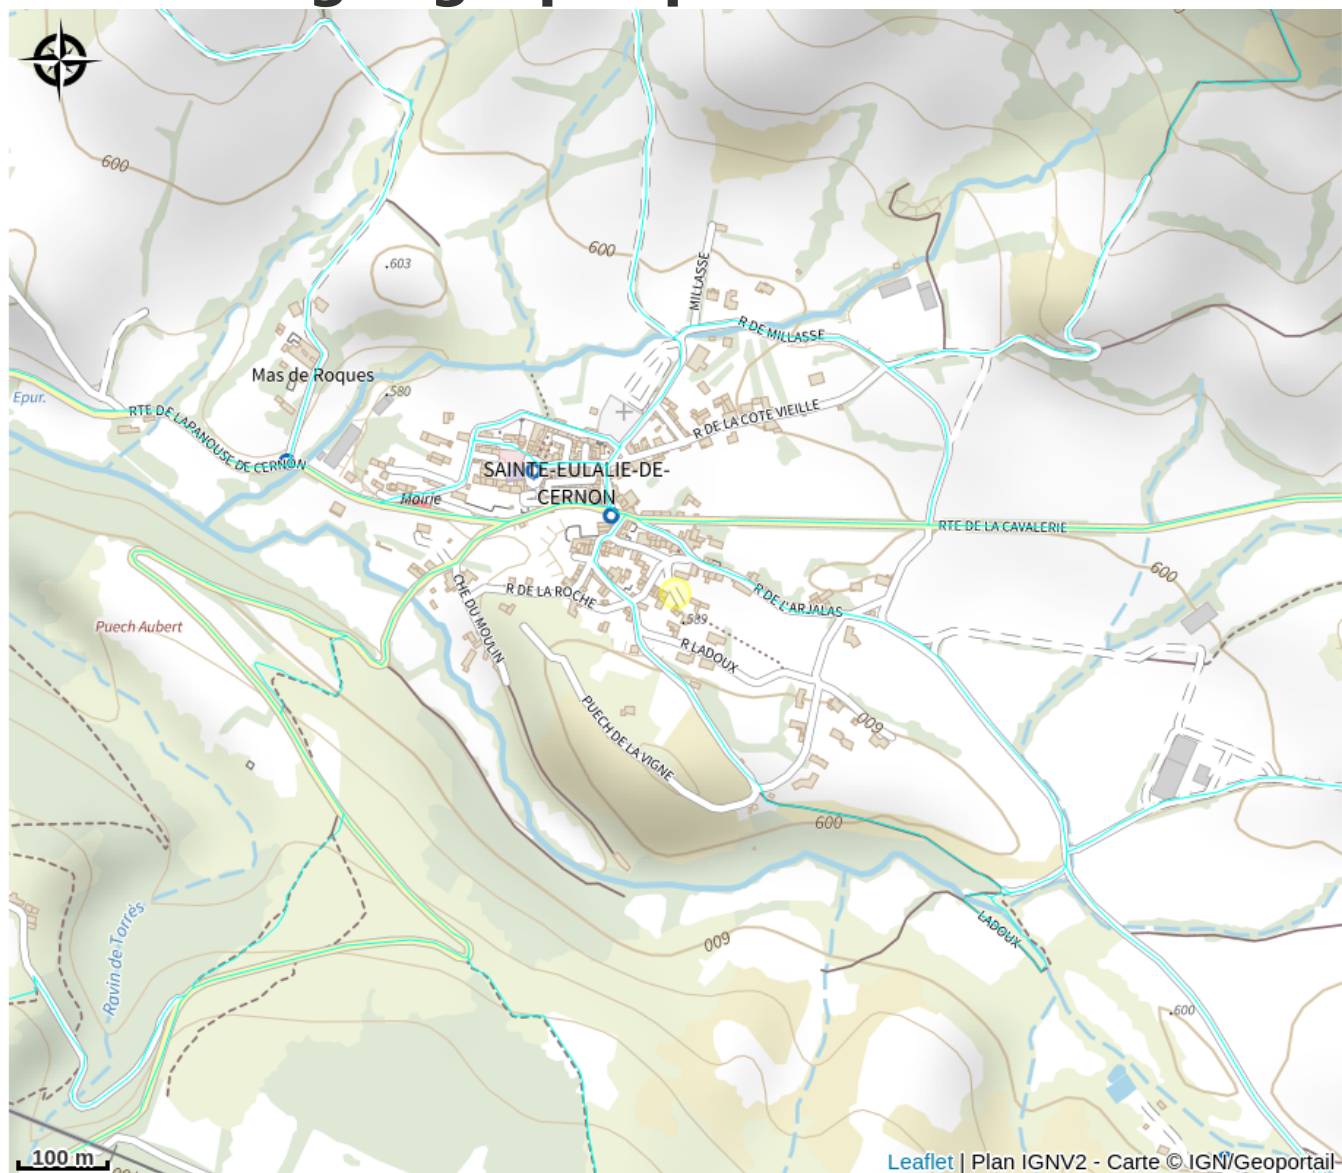 600
600
.603
MILLASSE
R DE MILLASSE
Mas de Roques
.580
Epur.
RTE DE LAPANOUSE DE CERNON
R DE LA COTE VIEILLE
SAINTE-EULALIE-DE-
CERNON
Mairie
RTE DE LA CAVALERIE
600
CHE DU MOULIN
R DE LA ROCHE
R DE L'ARJALAS
.589
Puech Aubert
R LADOUX
PUECH DE LA VIGNE
600
600
LADOUX
600
Ravin de Torrès
.600
100 m
Leaflet | Plan IGNV2 - Carte © IGN/Geoportail